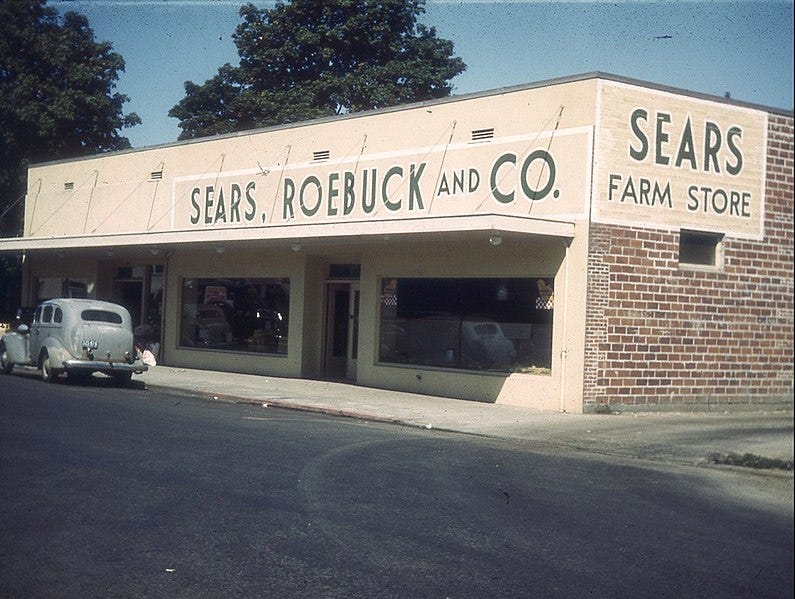 SEARS, ROEBUCK AND CO.
SEARS
FARM STORE